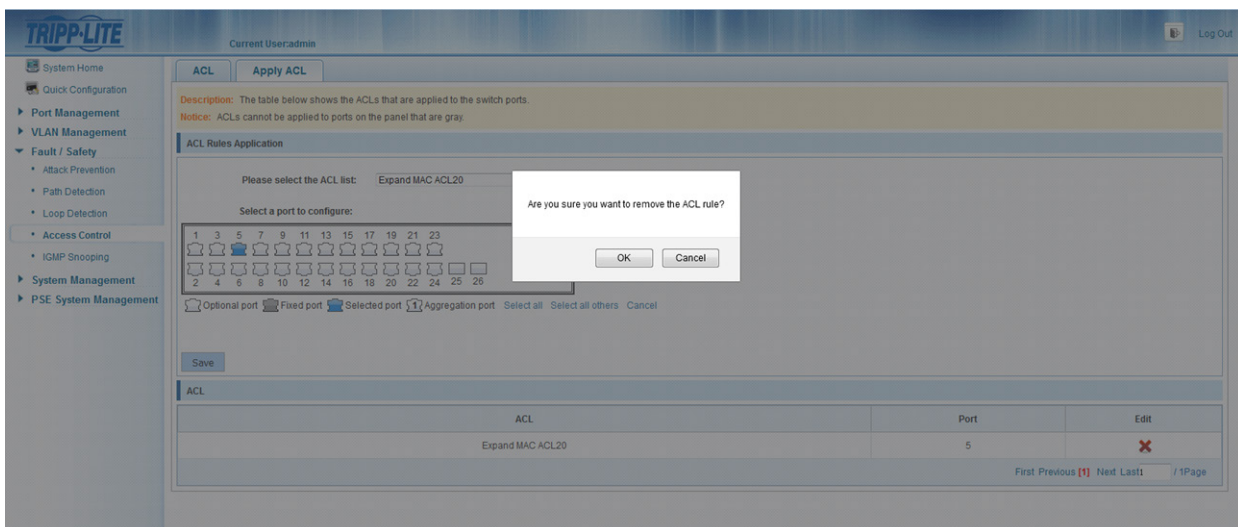 TRIPP·LITE
Current User:admin
Log Out
System Home
Quick Configuration
Port Management
VLAN Management
Fault / Safety
Attack Prevention
Path Detection
Loop Detection
Access Control
IGMP Snooping
System Management
PSE System Management
ACL Apply ACL
Description: The table below shows the ACLs that are applied to the switch ports.
Notice: ACLs cannot be applied to ports on the panel that are gray.
ACL Rules Application
Please select the ACL list: Expand MAC ACL20
Select a port to configure:
1 3 5 7 9 11 13 15 17 19 21 23
2 4 6 8 10 12 14 16 18 20 22 24 25 26
Optional port Fixed port Selected port 1 Aggregation port Select all Select all others Cancel
Are you sure you want to remove the ACL rule?
OK Cancel
Save
ACL
ACL Port Edit
Expand MAC ACL20 5
First Previous [1] Next Last 1 / 1Page